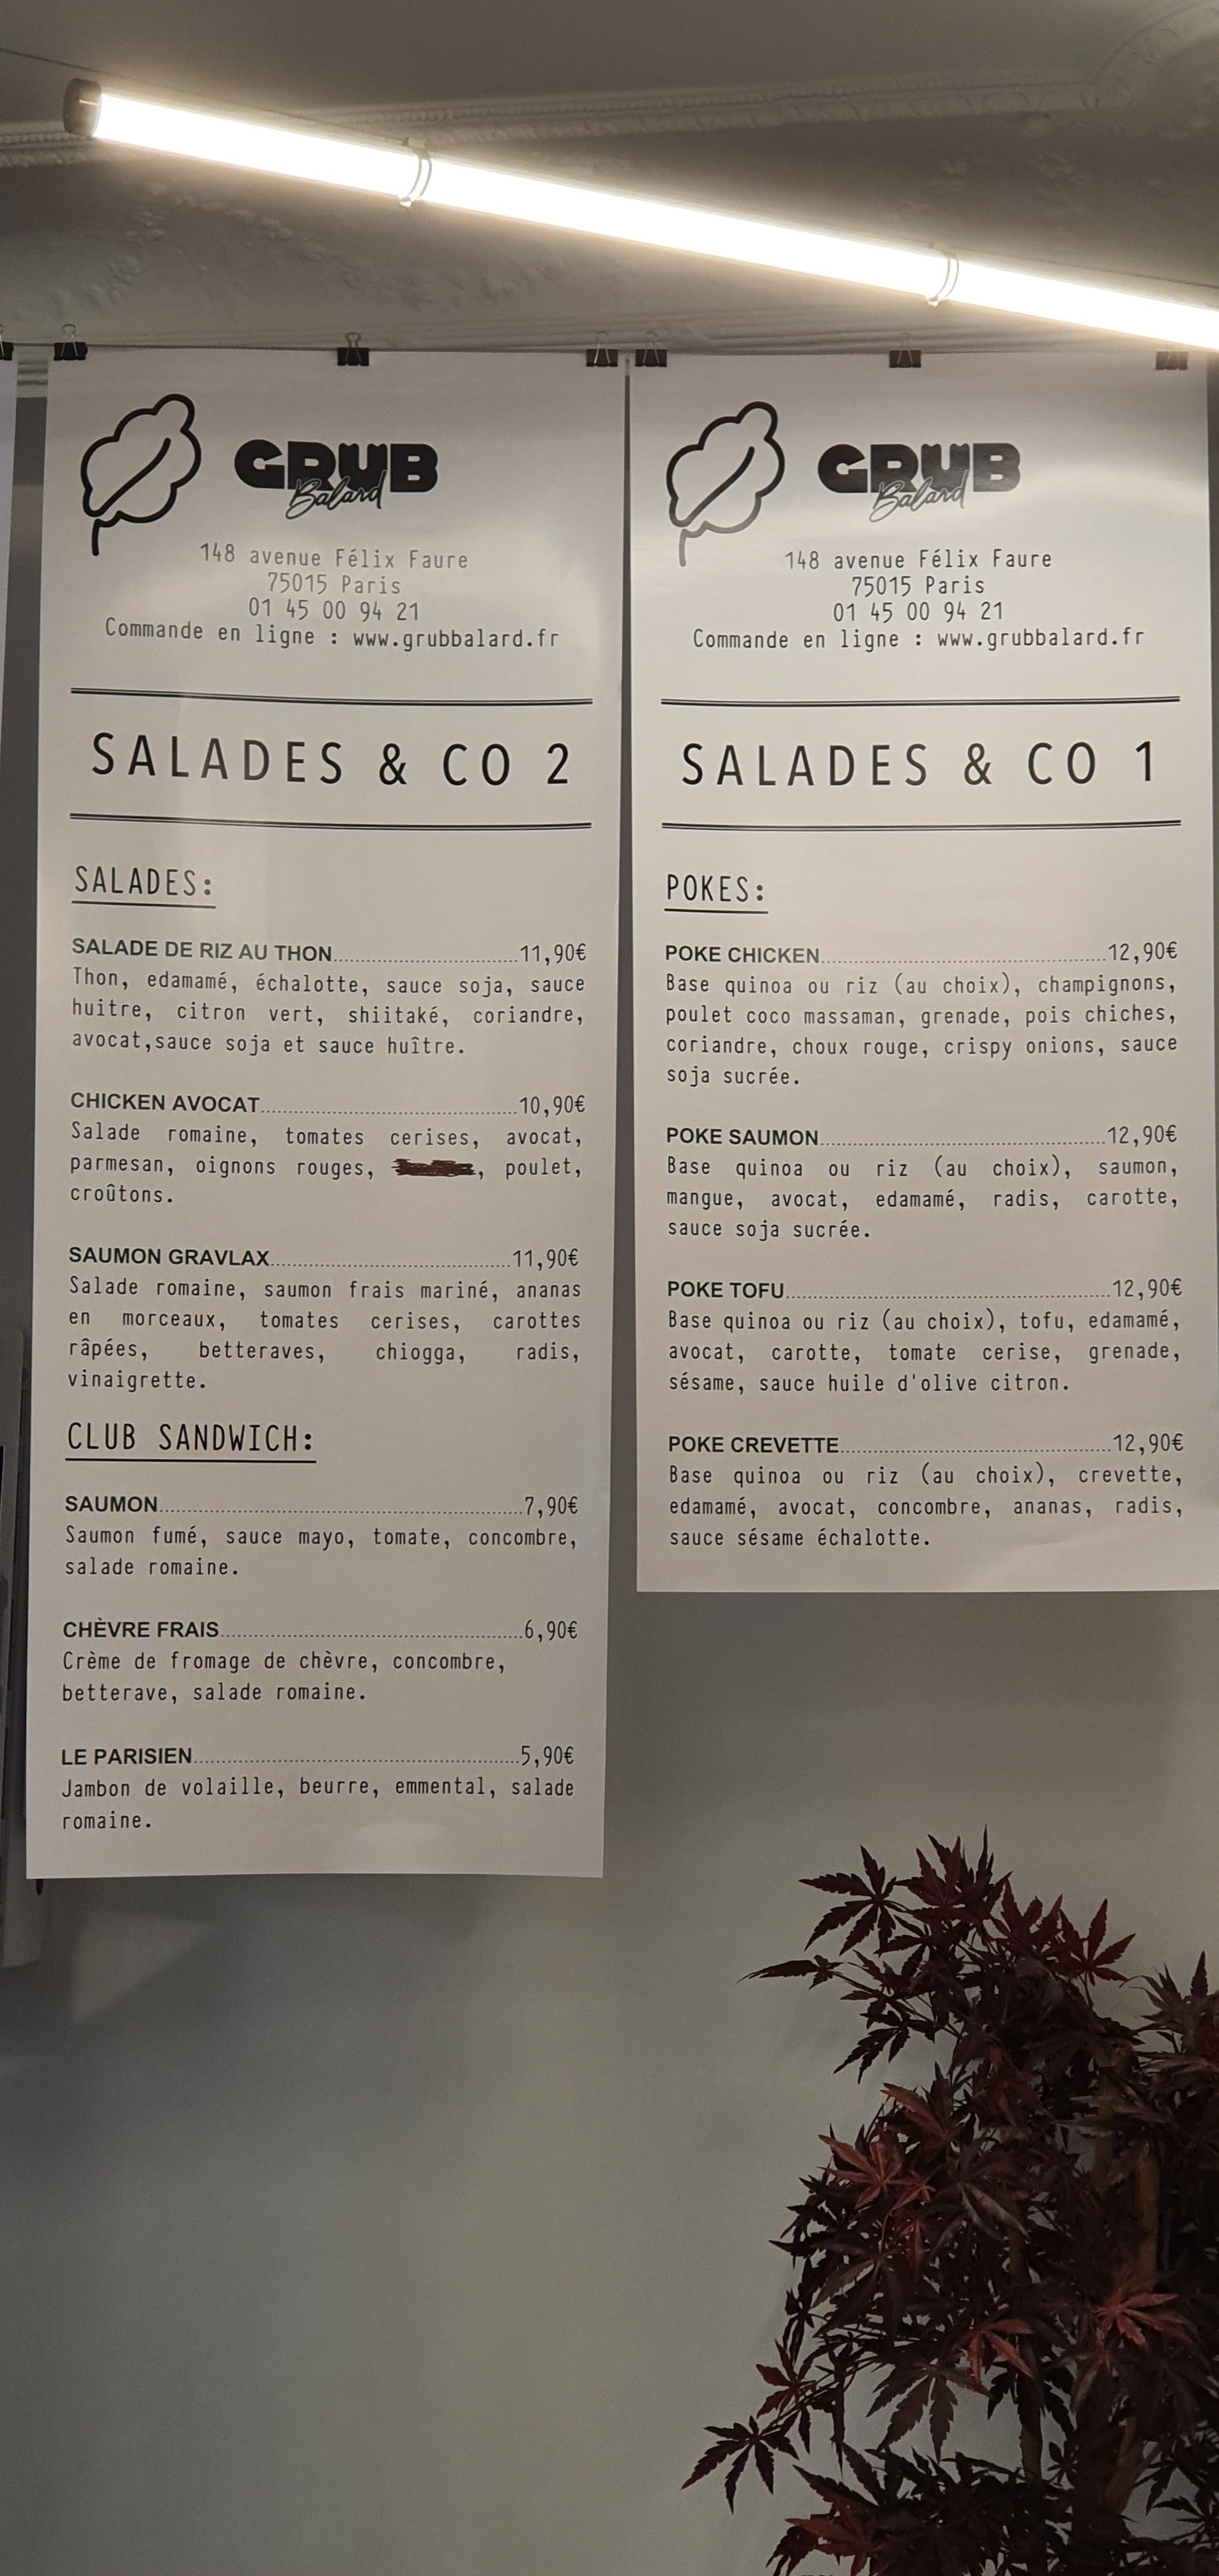 GRUB
Balard
148 avenue Félix Faure
75015 Paris
01 45 00 94 21
Commande en ligne : www.grubbalard.fr
SALADES & CO 2
SALADES:
SALADE DE RIZ AU THON 11,90€
Thon, edamamé, échalotte, sauce soja, sauce
huitre, citron vert, shiitaké, coriandre,
avocat,sauce soja et sauce huître.
CHICKEN AVOCAT 10,90€
Salade romaine, tomates cerises, avocat,
parmesan, oignons rouges, , poulet,
croûtons.
SAUMON GRAVLAX 11,90€
Salade romaine, saumon frais mariné, ananas
en morceaux, tomates cerises, carottes
râpées, betteraves, chiogga, radis,
vinaigrette.
CLUB SANDWICH:
SAUMON 7,90€
Saumon fumé, sauce mayo, tomate, concombre,
salade romaine.
CHÈVRE FRAIS 6,90€
Crème de fromage de chèvre, concombre,
betterave, salade romaine.
LE PARISIEN 5,90€
Jambon de volaille, beurre, emmental, salade
romaine.
GRUB
Balard
148 avenue Félix Faure
75015 Paris
01 45 00 94 21
Commande en ligne : www.grubbalard.fr
SALADES & CO 1
POKES:
POKE CHICKEN 12,90€
Base quinoa ou riz (au choix), champignons,
poulet coco massaman, grenade, pois chiches,
coriandre, choux rouge, crispy onions, sauce
soja sucrée.
POKE SAUMON 12,90€
Base quinoa ou riz (au choix), saumon,
mangue, avocat, edamamé, radis, carotte,
sauce soja sucrée.
POKE TOFU 12,90€
Base quinoa ou riz (au choix), tofu, edamamé,
avocat, carotte, tomate cerise, grenade,
sésame, sauce huile d'olive citron.
POKE CREVETTE 12,90€
Base quinoa ou riz (au choix), crevette,
edamamé, avocat, concombre, ananas, radis,
sauce sésame échalotte.